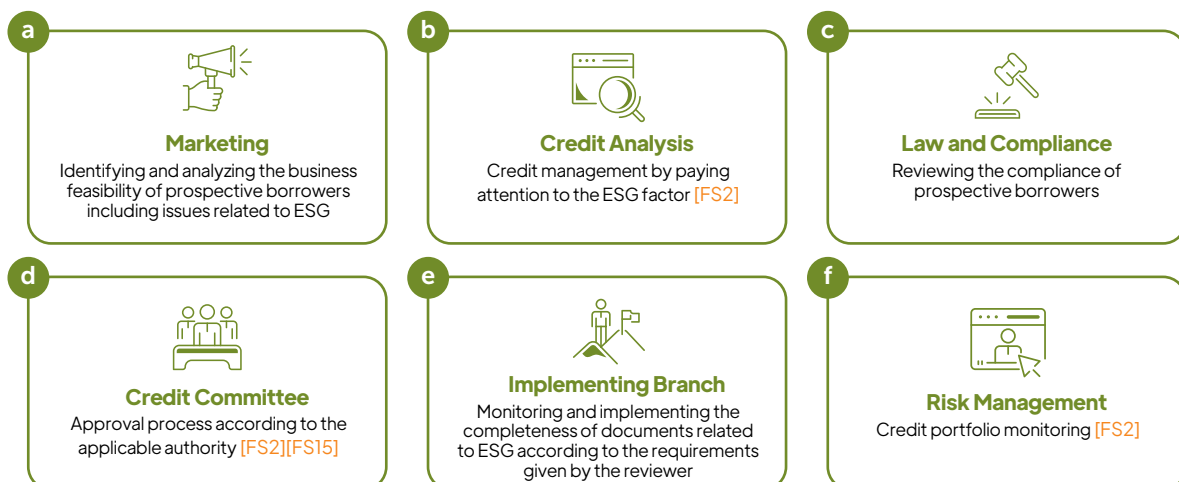 a
Marketing
Identifying and analyzing the business
feasibility of prospective borrowers
including issues related to ESG
b
Credit Analysis
Credit management by paying
attention to the ESG factor [FS2]
c
Law and Compliance
Reviewing the compliance of
prospective borrowers
d
Credit Committee
Approval process according to the
applicable authority [FS2][FS15]
e
Implementing Branch
Monitoring and implementing the
completeness of documents related
to ESG according to the requirements
given by the reviewer
f
Risk Management
Credit portfolio monitoring [FS2]